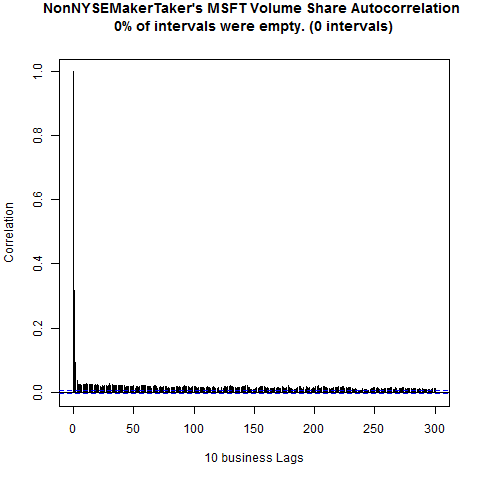 NonNYSEMakerTaker's MSFT Volume Share Autocorrelation
0% of intervals were empty. (0 intervals)
Correlation
1.0
0.8
0.6
0.4
0.2
0.0
0 50 100 150 200 250 300
10 business Lags